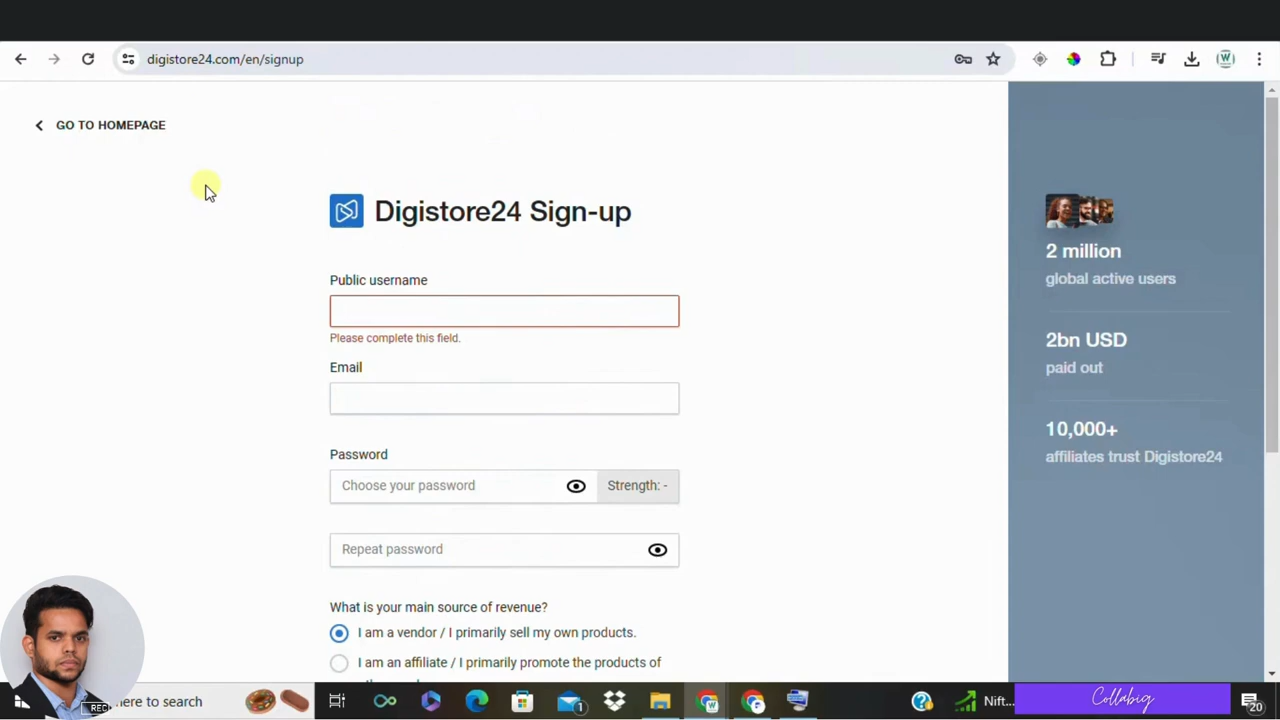 digistore24.com/en/signup
GO TO HOMEPAGE
Digistore24 Sign-up
Public username
Please complete this field.
Email
Password
Choose your password
Strength: -
Repeat password
What is your main source of revenue?
I am a vendor / I primarily sell my own products.
I am an affiliate / I primarily promote the products of
2 million
global active users
2bn USD
paid out
10,000+
affiliates trust Digistore24
REC
here to search
1
Nift...
Collabig
20
W